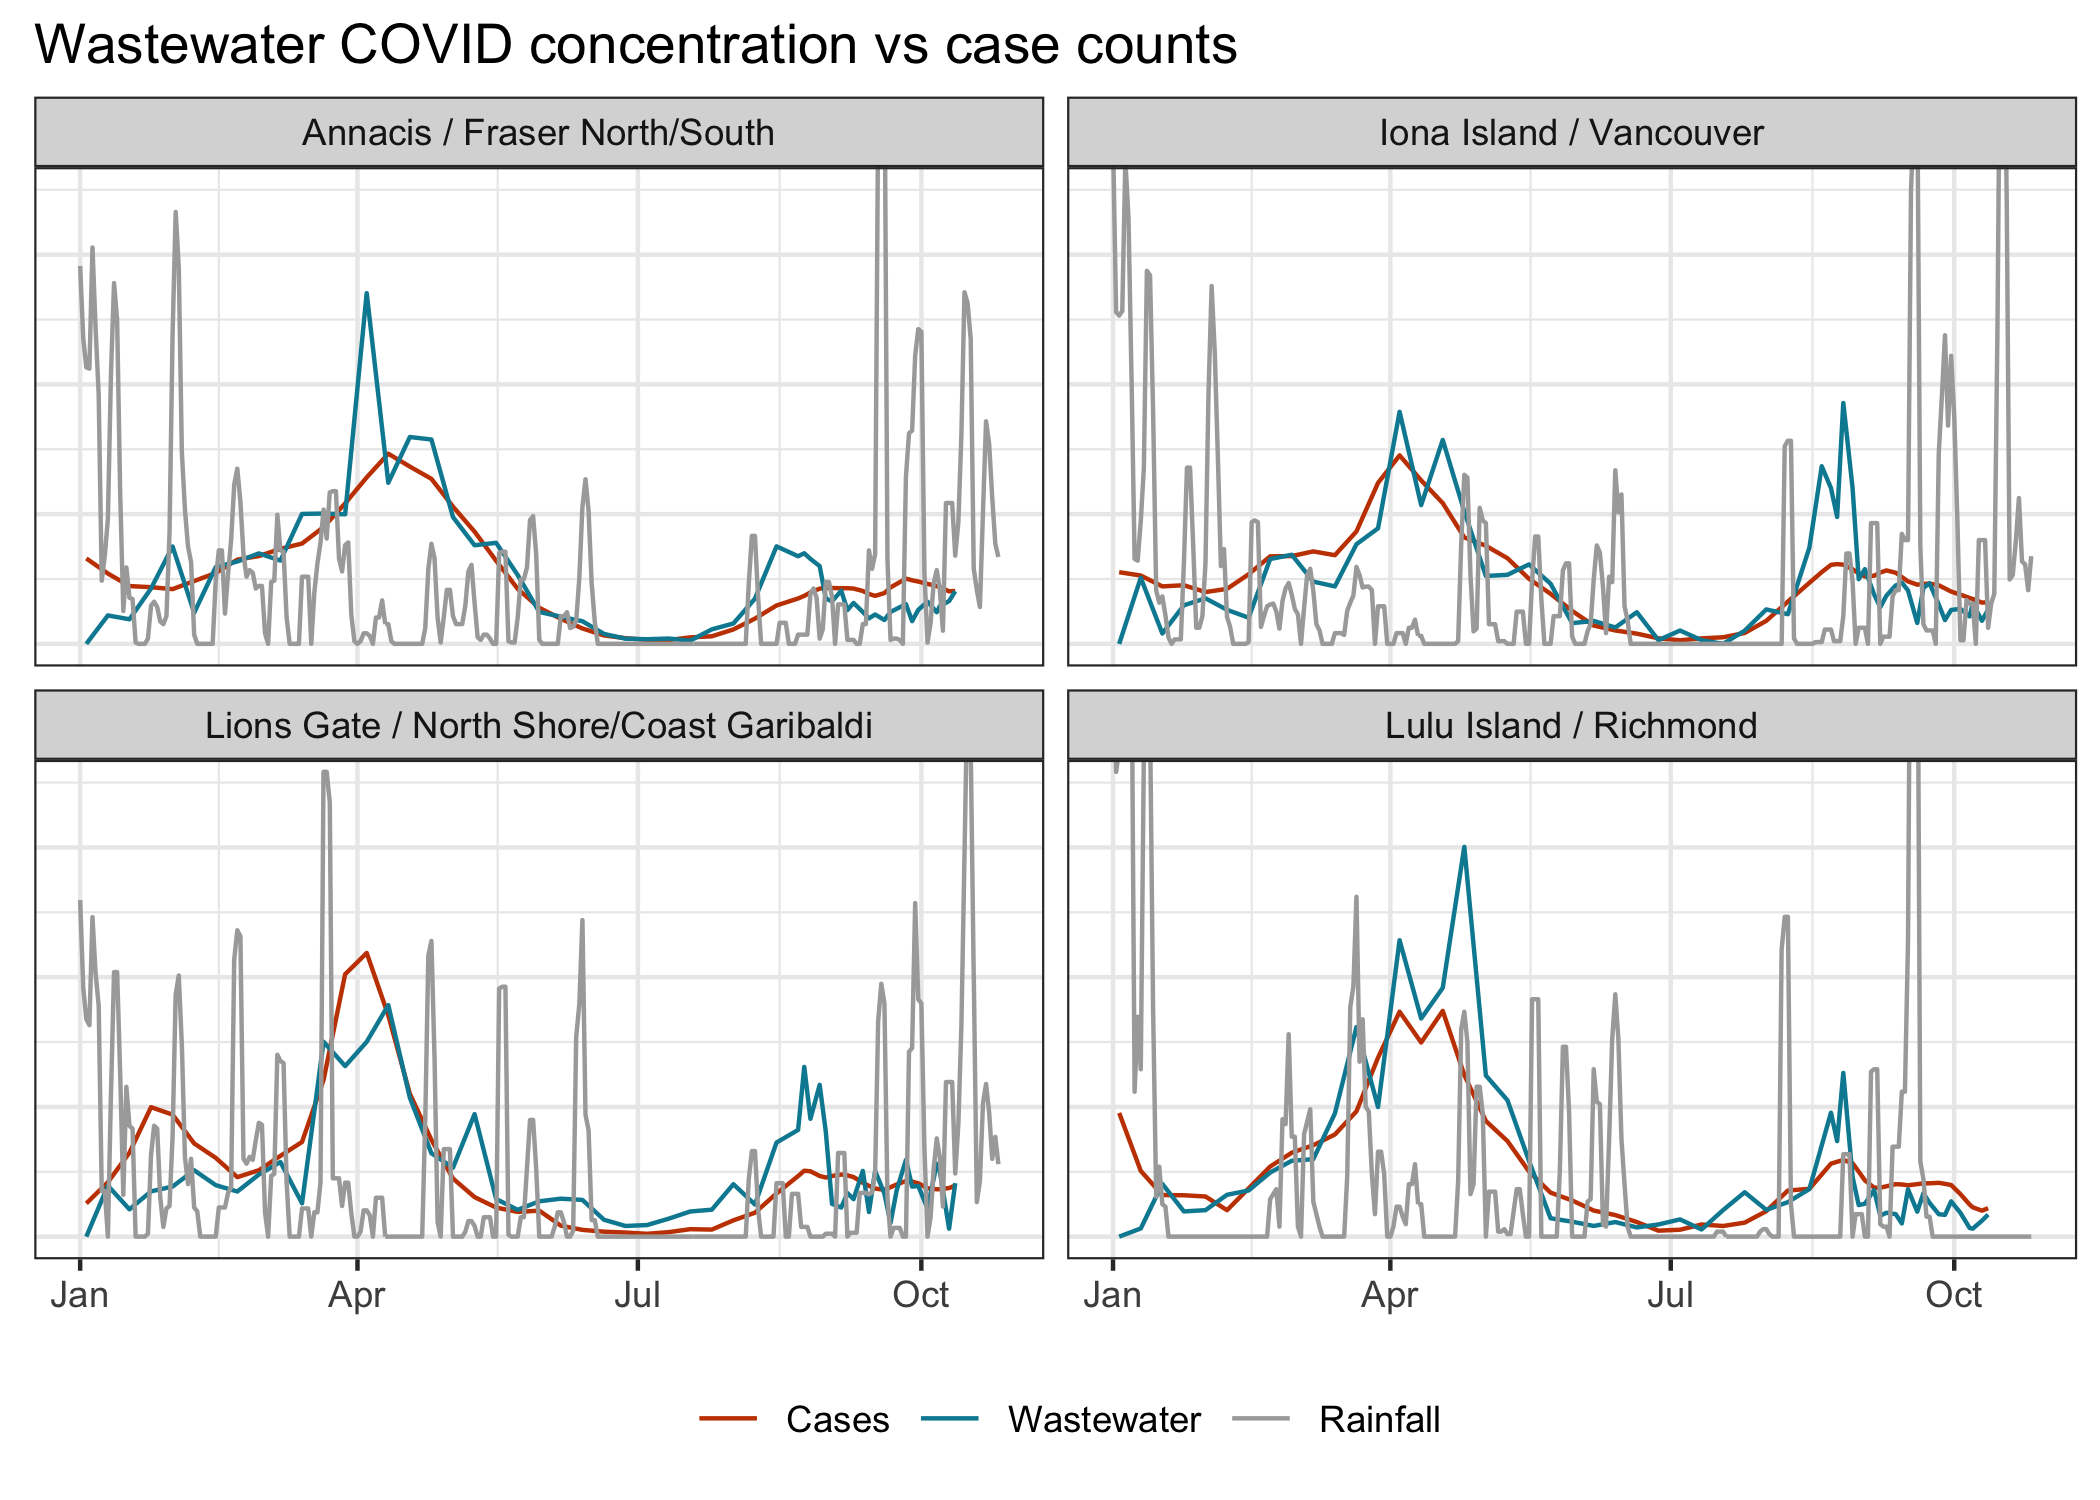 Wastewater COVID concentration vs case counts
Annacis / Fraser North/South
Iona Island / Vancouver
Lions Gate / North Shore/Coast Garibaldi
Lulu Island / Richmond
Jan Apr Jul Oct Jan Apr Jul Oct
Cases Wastewater Rainfall